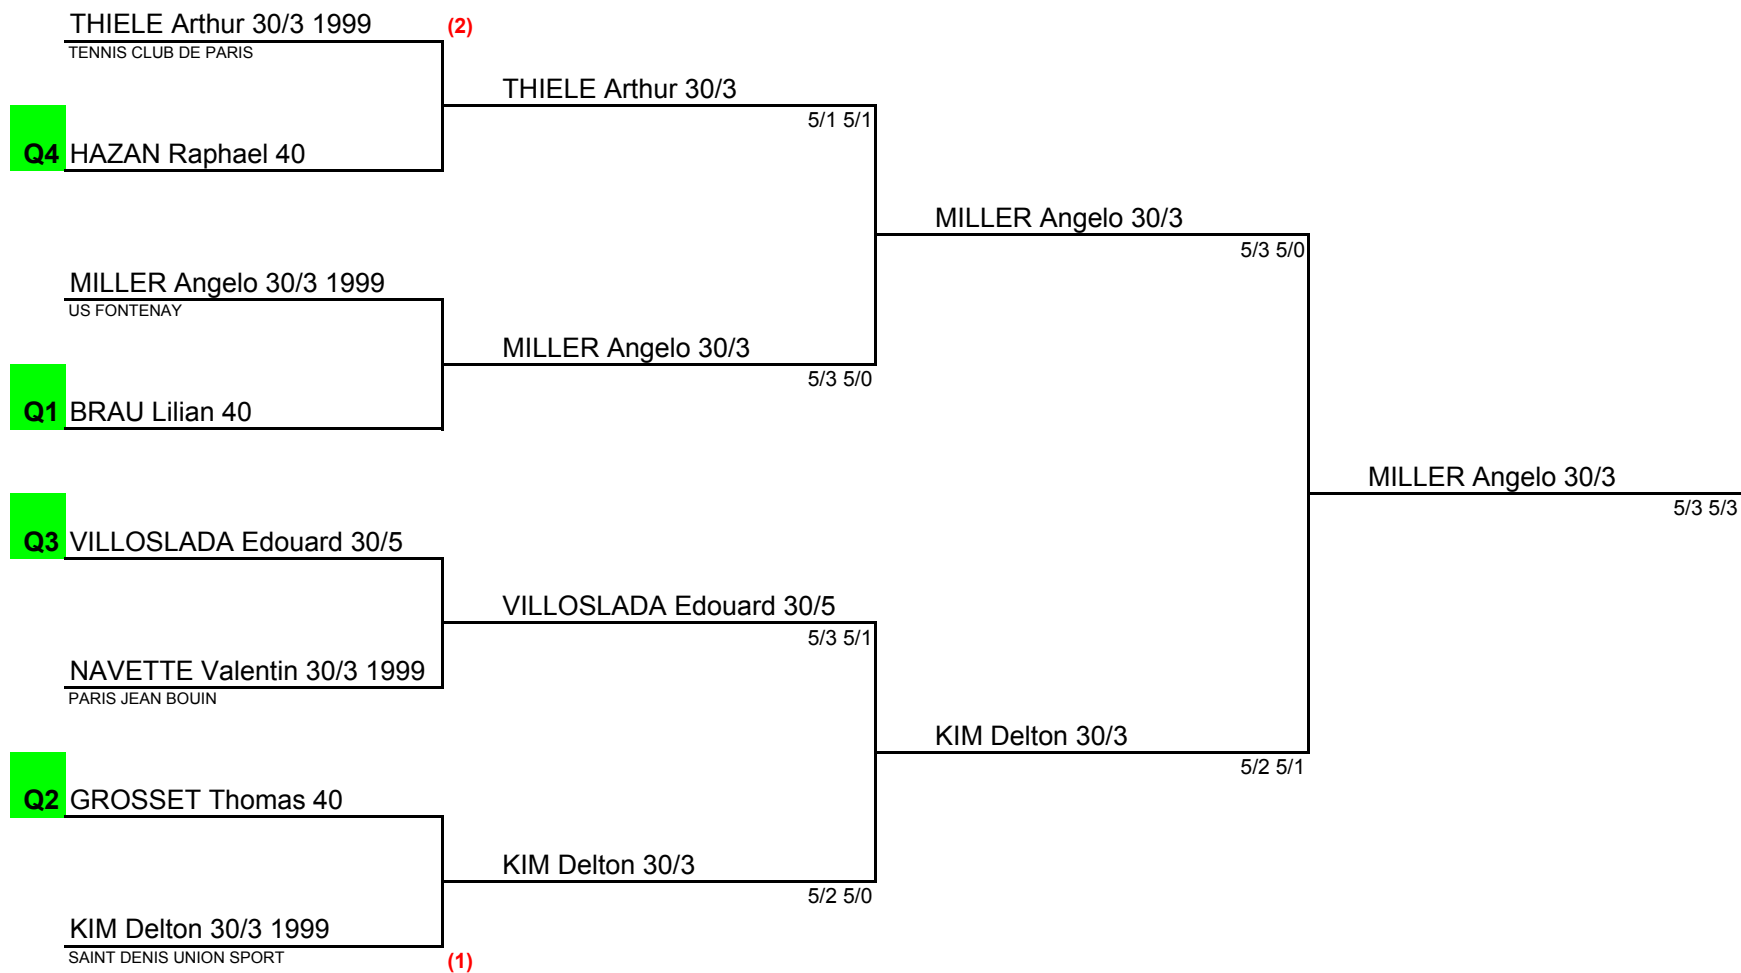 THIELE Arthur 30/3 1999
(2)
TENNIS CLUB DE PARIS
THIELE Arthur 30/3
5/1 5/1
Q4 HAZAN Raphael 40
MILLER Angelo 30/3
5/3 5/0
MILLER Angelo 30/3 1999
US FONTENAY
MILLER Angelo 30/3
5/3 5/0
Q1 BRAU Lilian 40
MILLER Angelo 30/3
5/3 5/3
Q3 VILLOSLADA Edouard 30/5
VILLOSLADA Edouard 30/5
5/3 5/1
NAVETTE Valentin 30/3 1999
PARIS JEAN BOUIN
KIM Delton 30/3
5/2 5/1
Q2 GROSSET Thomas 40
KIM Delton 30/3
5/2 5/0
KIM Delton 30/3 1999
SAINT DENIS UNION SPORT
(1)